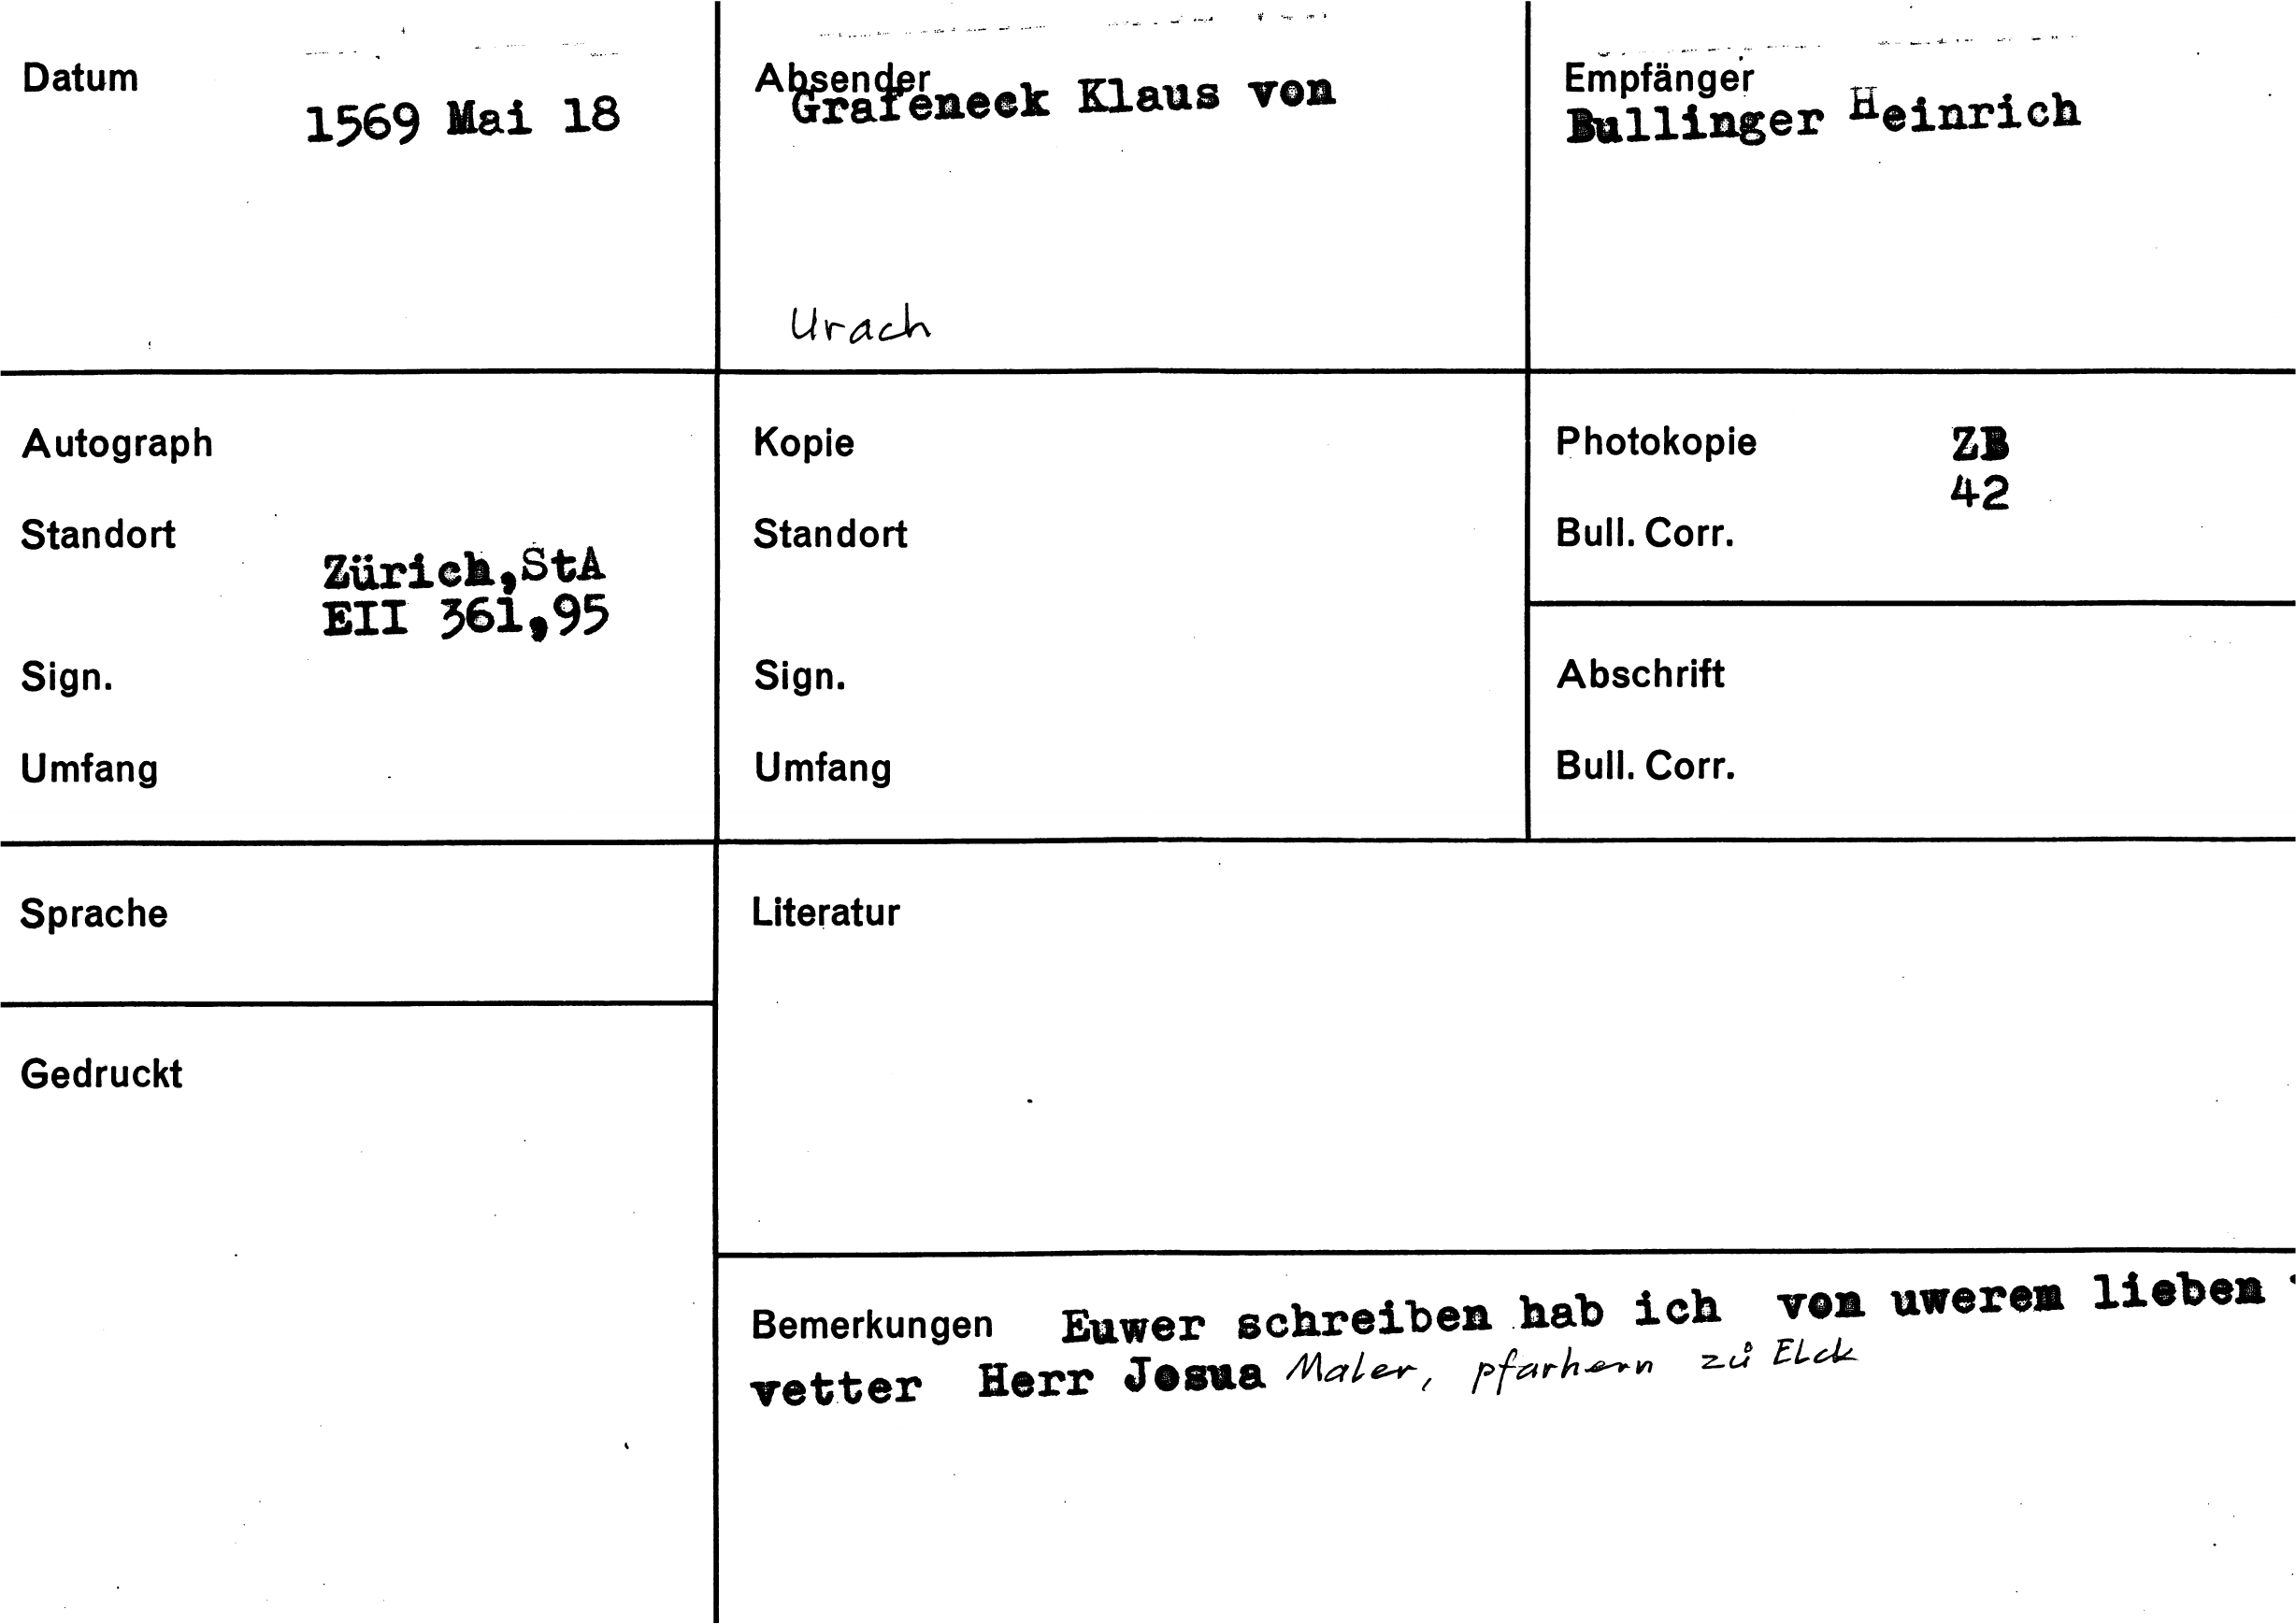 Datum
1569 Mai 18
Absender
Grafeneck Klaus von
Urach
Empfänger
Bullinger Heinrich
Autograph
Standort
Zürich, StA
EII 361,95
Sign.
Umfang
Kopie
Standort
Sign.
Umfang
Photokopie ZB
42
Bull. Corr.
Abschrift
Bull. Corr.
Sprache
Literatur
Gedruckt
Bemerkungen Euwer schreiben hab ich von uwerem lieben
vetter Herr Josua Maler, pfarhern zů Elck